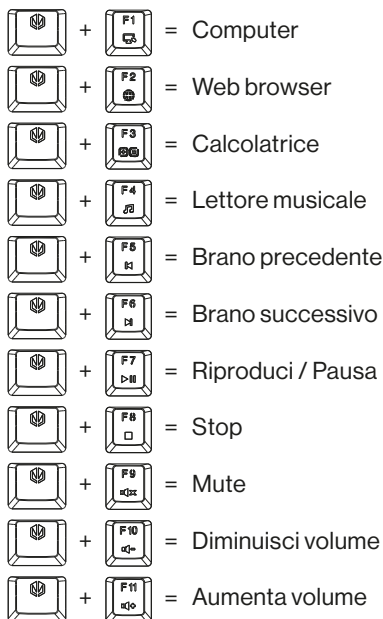 + F1 = Computer
+ F2 = Web browser
+ F3 = Calcolatrice
+ F4 = Lettore musicale
+ F5 = Brano precedente
+ F6 = Brano successivo
+ F7 = Riproduci / Pausa
+ F8 = Stop
+ F9 = Mute
+ F10 = Diminuisci volume
+ F11 = Aumenta volume